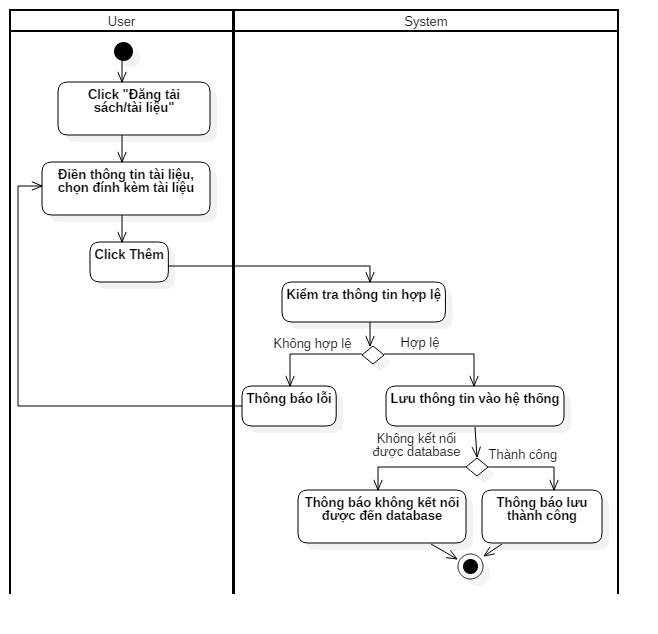 User
System
Click "Đăng tải
sách/tài liệu"
Điền thông tin tài liệu,
chọn đính kèm tài liệu
Click Thêm
Kiểm tra thông tin hợp lệ
Không hợp lệ
Hợp lệ
Thông báo lỗi
Lưu thông tin vào hệ thống
Không kết nối
được database
Thành công
Thông báo không kết nối
được đến database
Thông báo lưu
thành công